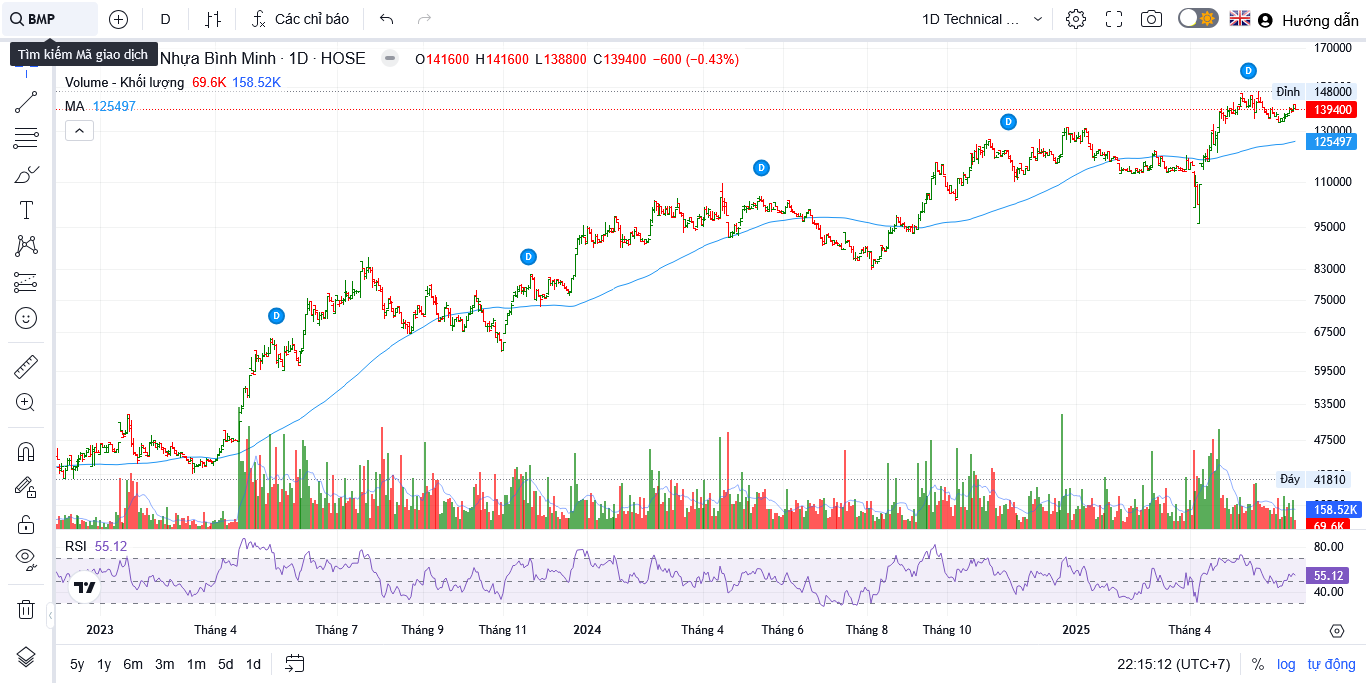 BMP D Các chỉ báo 1D Technical ... Hướng dẫn
Tìm kiếm Mã giao dịch
Nhựa Bình Minh · 1D · HOSE O141600 H141600 L138800 C139400 −600 (−0.43%)
Volume - Khối lượng 69.6K 158.52K
MA 125497
D
D
D
D
D
170000
Đỉnh 148000
139400
130000
125497
110000
95000
83000
75000
67500
59500
53500
47500
Đáy 41810
158.52K
69.6K
RSI 55.12
80.00
55.12
40.00
2023 Tháng 4 Tháng 7 Tháng 9 Tháng 11 2024 Tháng 4 Tháng 6 Tháng 8 Tháng 10 2025 Tháng 4
5y 1y 6m 3m 1m 5d 1d 22:15:12 (UTC+7) % log tự động